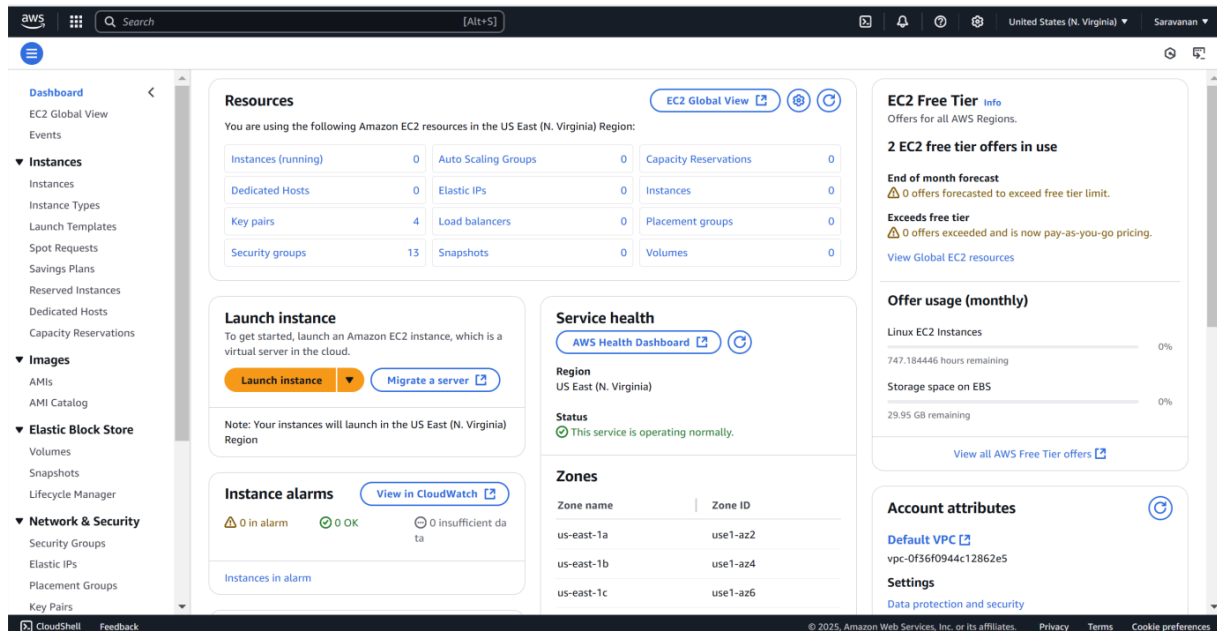 aws
Search
[Alt+S]
United States (N. Virginia)
Saravanan
Dashboard
EC2 Global View
Events
Instances
Instances
Instance Types
Launch Templates
Spot Requests
Savings Plans
Reserved Instances
Dedicated Hosts
Capacity Reservations
Images
AMIs
AMI Catalog
Elastic Block Store
Volumes
Snapshots
Lifecycle Manager
Network & Security
Security Groups
Elastic IPs
Placement Groups
Key Pairs
Resources
EC2 Global View
You are using the following Amazon EC2 resources in the US East (N. Virginia) Region:
Instances (running) 0 Auto Scaling Groups 0 Capacity Reservations 0
Dedicated Hosts 0 Elastic IPs 0 Instances 0
Key pairs 4 Load balancers 0 Placement groups 0
Security groups 13 Snapshots 0 Volumes 0
Launch instance
To get started, launch an Amazon EC2 instance, which is a
virtual server in the cloud.
Launch instance
Migrate a server
Note: Your instances will launch in the US East (N. Virginia)
Region
Instance alarms
View in CloudWatch
0 in alarm
0 OK
0 insufficient da
ta
Instances in alarm
Service health
AWS Health Dashboard
Region
US East (N. Virginia)
Status
This service is operating normally.
Zones
Zone name Zone ID
us-east-1a use1-az2
us-east-1b use1-az4
us-east-1c use1-az6
EC2 Free Tier Info
Offers for all AWS Regions.
2 EC2 free tier offers in use
End of month forecast
0 offers forecasted to exceed free tier limit.
Exceeds free tier
0 offers exceeded and is now pay-as-you-go pricing.
View Global EC2 resources
Offer usage (monthly)
Linux EC2 Instances
0%
747.184446 hours remaining
Storage space on EBS
0%
29.95 GB remaining
View all AWS Free Tier offers
Account attributes
Default VPC
vpc-0f36f0944c12862e5
Settings
Data protection and security
CloudShell
Feedback
© 2025, Amazon Web Services, Inc. or its affiliates.
Privacy
Terms
Cookie preferences